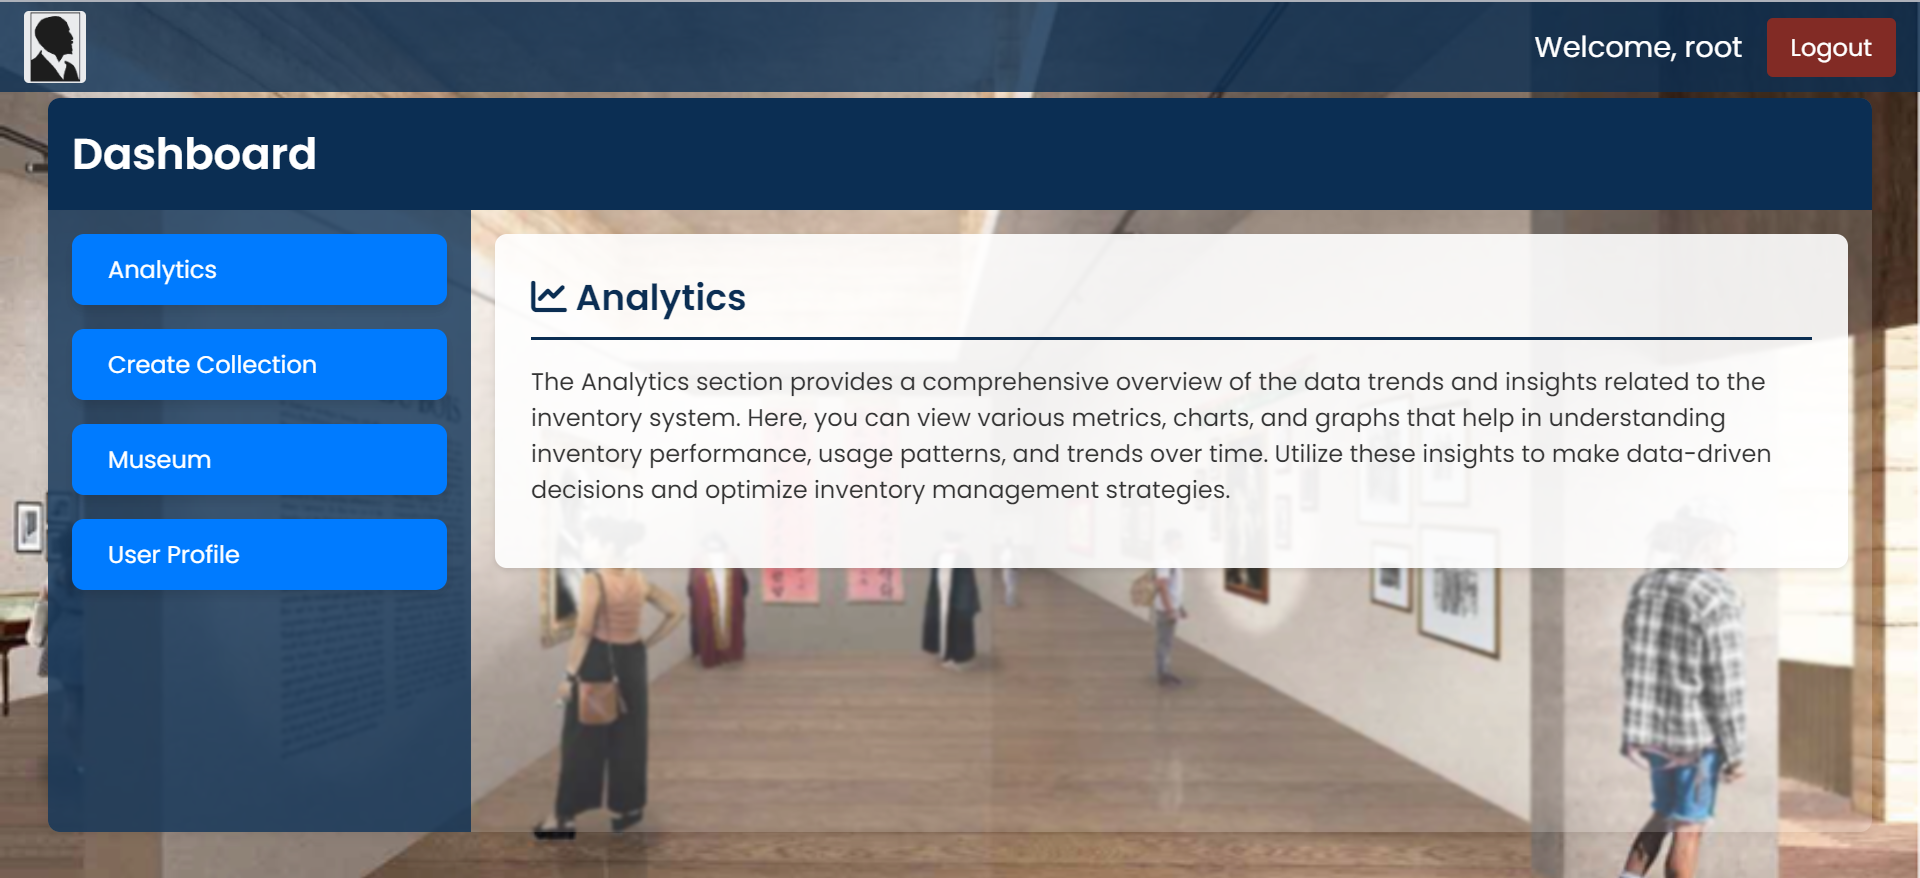 Welcome, root
Logout
Dashboard
Analytics
Create Collection
Museum
User Profile
Analytics
The Analytics section provides a comprehensive overview of the data trends and insights related to the
inventory system. Here, you can view various metrics, charts, and graphs that help in understanding
inventory performance, usage patterns, and trends over time. Utilize these insights to make data-driven
decisions and optimize inventory management strategies.